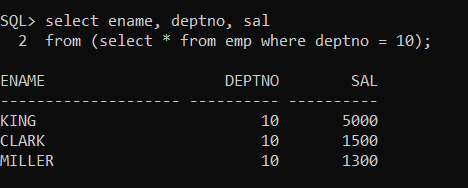 SQL> select ename, deptno, sal
  2  from (select * from emp where deptno = 10);
ENAME                    DEPTNO        SAL
-------------------- ---------- ----------
KING                         10       5000
CLARK                        10       1500
MILLER                       10       1300